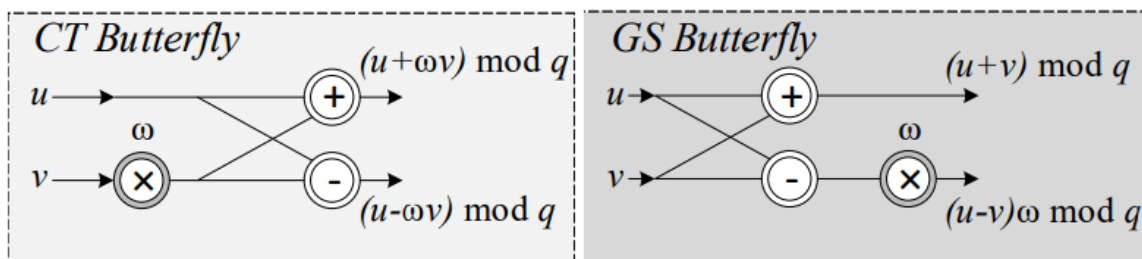 CT Butterfly
(u+ωv) mod q
u
+
ω
v
×
-
(u-ωv) mod q
GS Butterfly
(u+v) mod q
u
+
ω
v
-
×
(u-v)ω mod q